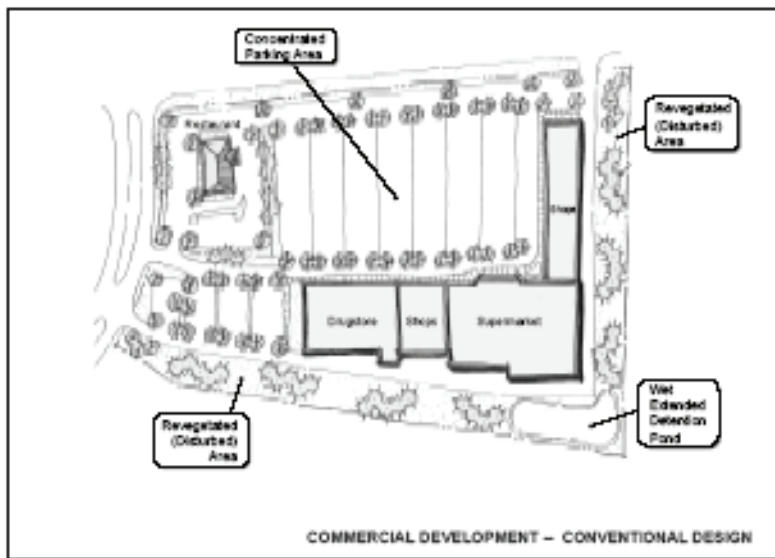 Concentrated
Parking Area
Restaurant
Revegetated
(Disturbed)
Area
Shops
Drugstore
Shops
Supermarket
Revegetated
(Disturbed)
Area
Wet
Extended
Detention
Pond
COMMERCIAL DEVELOPMENT – CONVENTIONAL DESIGN